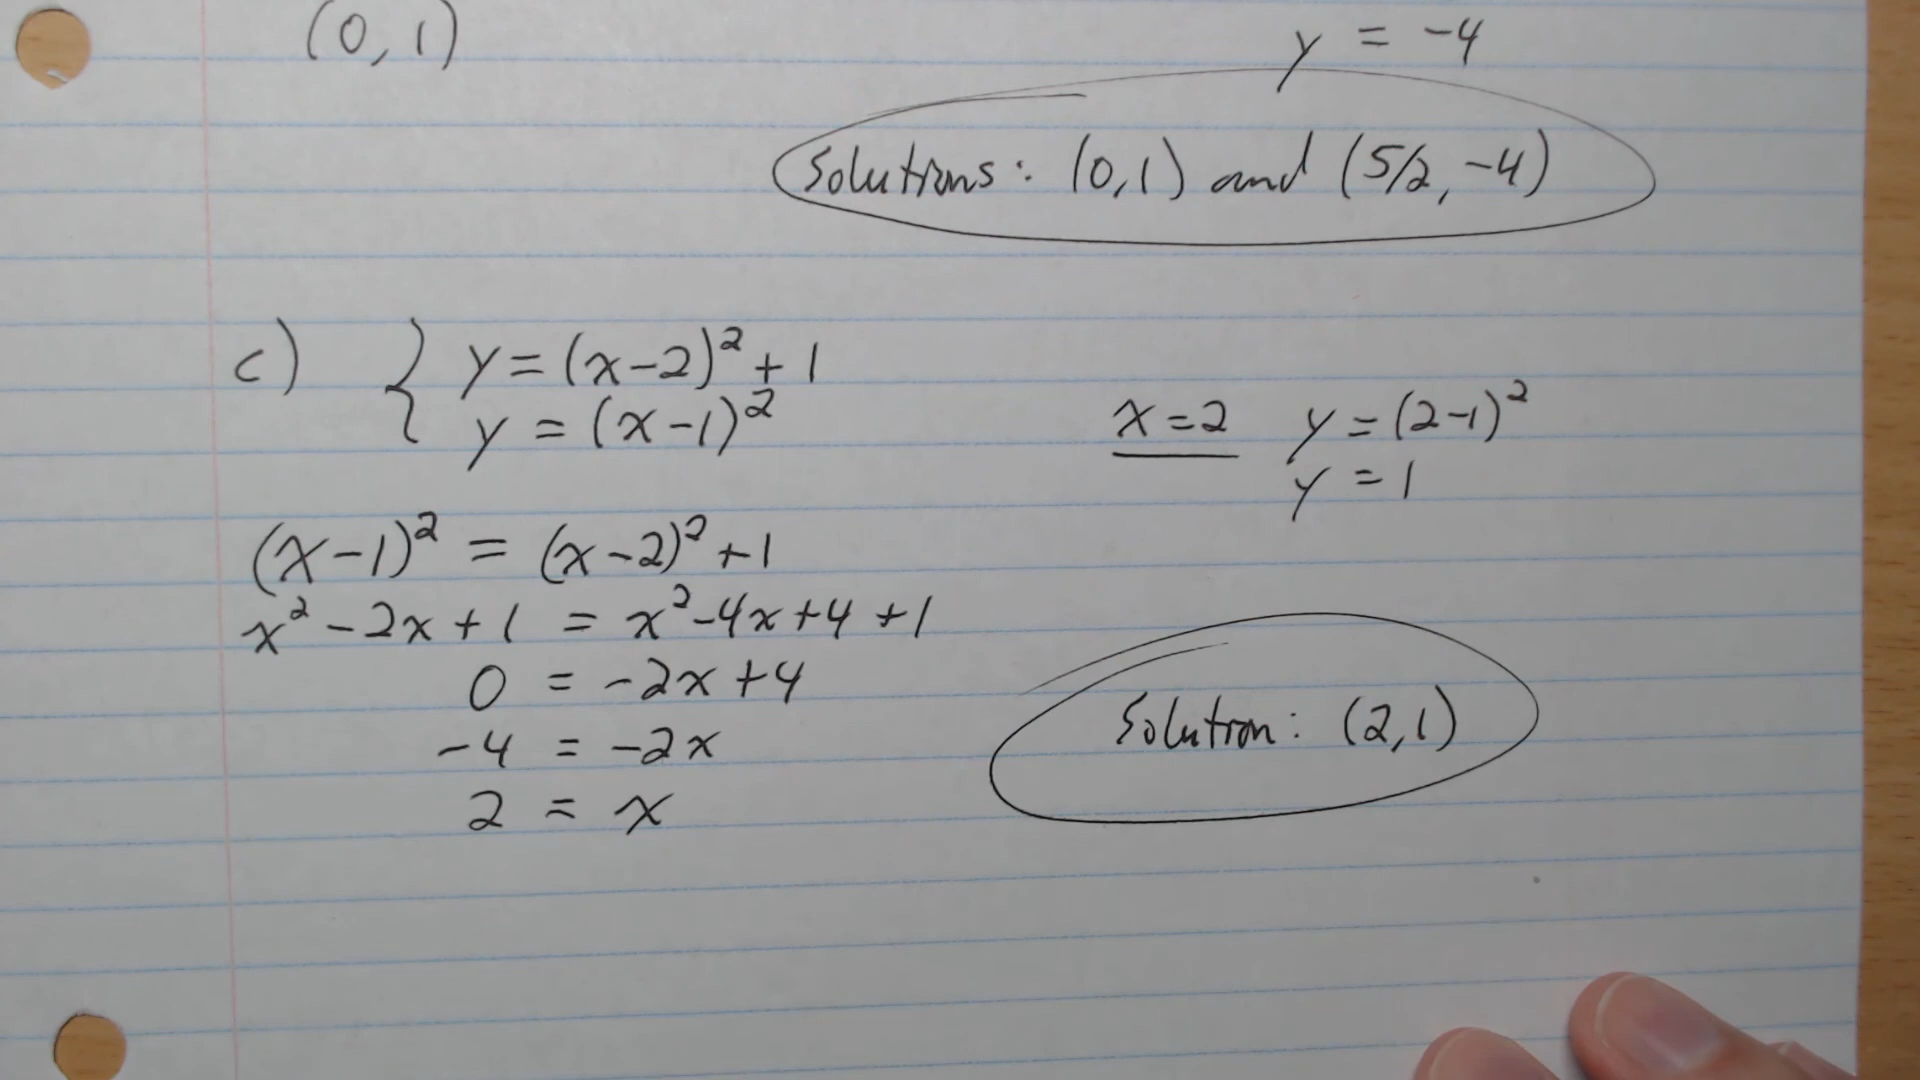 (0, 1)
y = -4
Solutions: (0,1) and (5/2, -4)
c) { y = (x-2)² + 1
y = (x-1)²
x = 2 y = (2-1)²
y = 1
(x-1)² = (x-2)² + 1
x² - 2x + 1 = x² - 4x + 4 + 1
0 = -2x + 4
-4 = -2x
2 = x
Solution: (2,1)